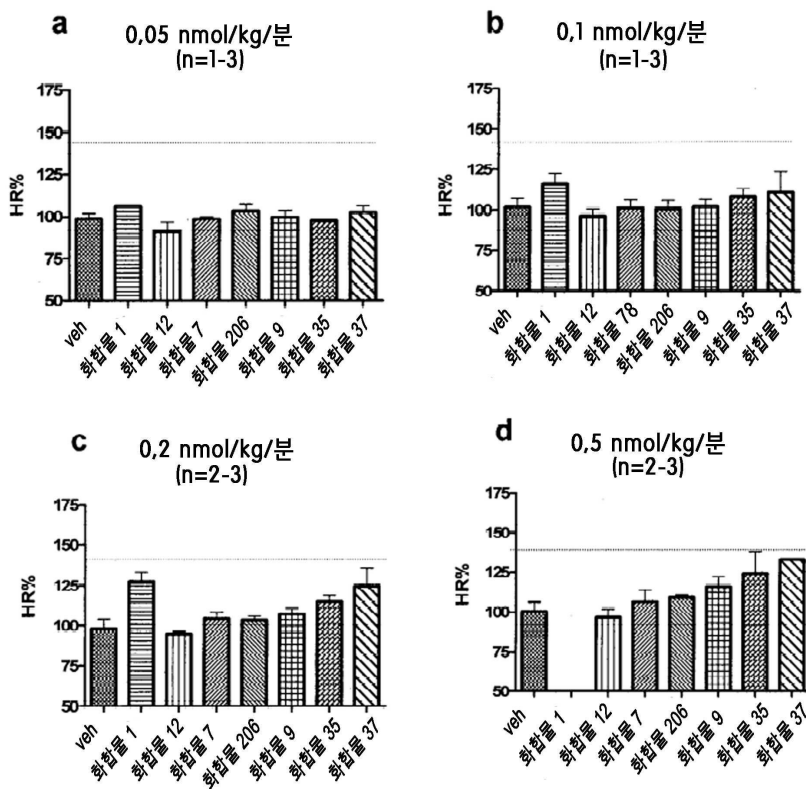 a
0,05 nmol/kg/분
(n=1-3)
HR%
175
150
125
100
75
50
veh
화합물 1
화합물 12
화합물 7
화합물 206
화합물 9
화합물 35
화합물 37
b
0,1 nmol/kg/분
(n=1-3)
HR%
175
150
125
100
75
50
veh
화합물 1
화합물 12
화합물 78
화합물 206
화합물 9
화합물 35
화합물 37
c
0,2 nmol/kg/분
(n=2-3)
HR%
175
150
125
100
75
50
veh
화합물 1
화합물 12
화합물 7
화합물 206
화합물 9
화합물 35
화합물 37
d
0,5 nmol/kg/분
(n=2-3)
HR%
175
150
125
100
75
50
veh
화합물 1
화합물 12
화합물 7
화합물 206
화합물 9
화합물 35
화합물 37